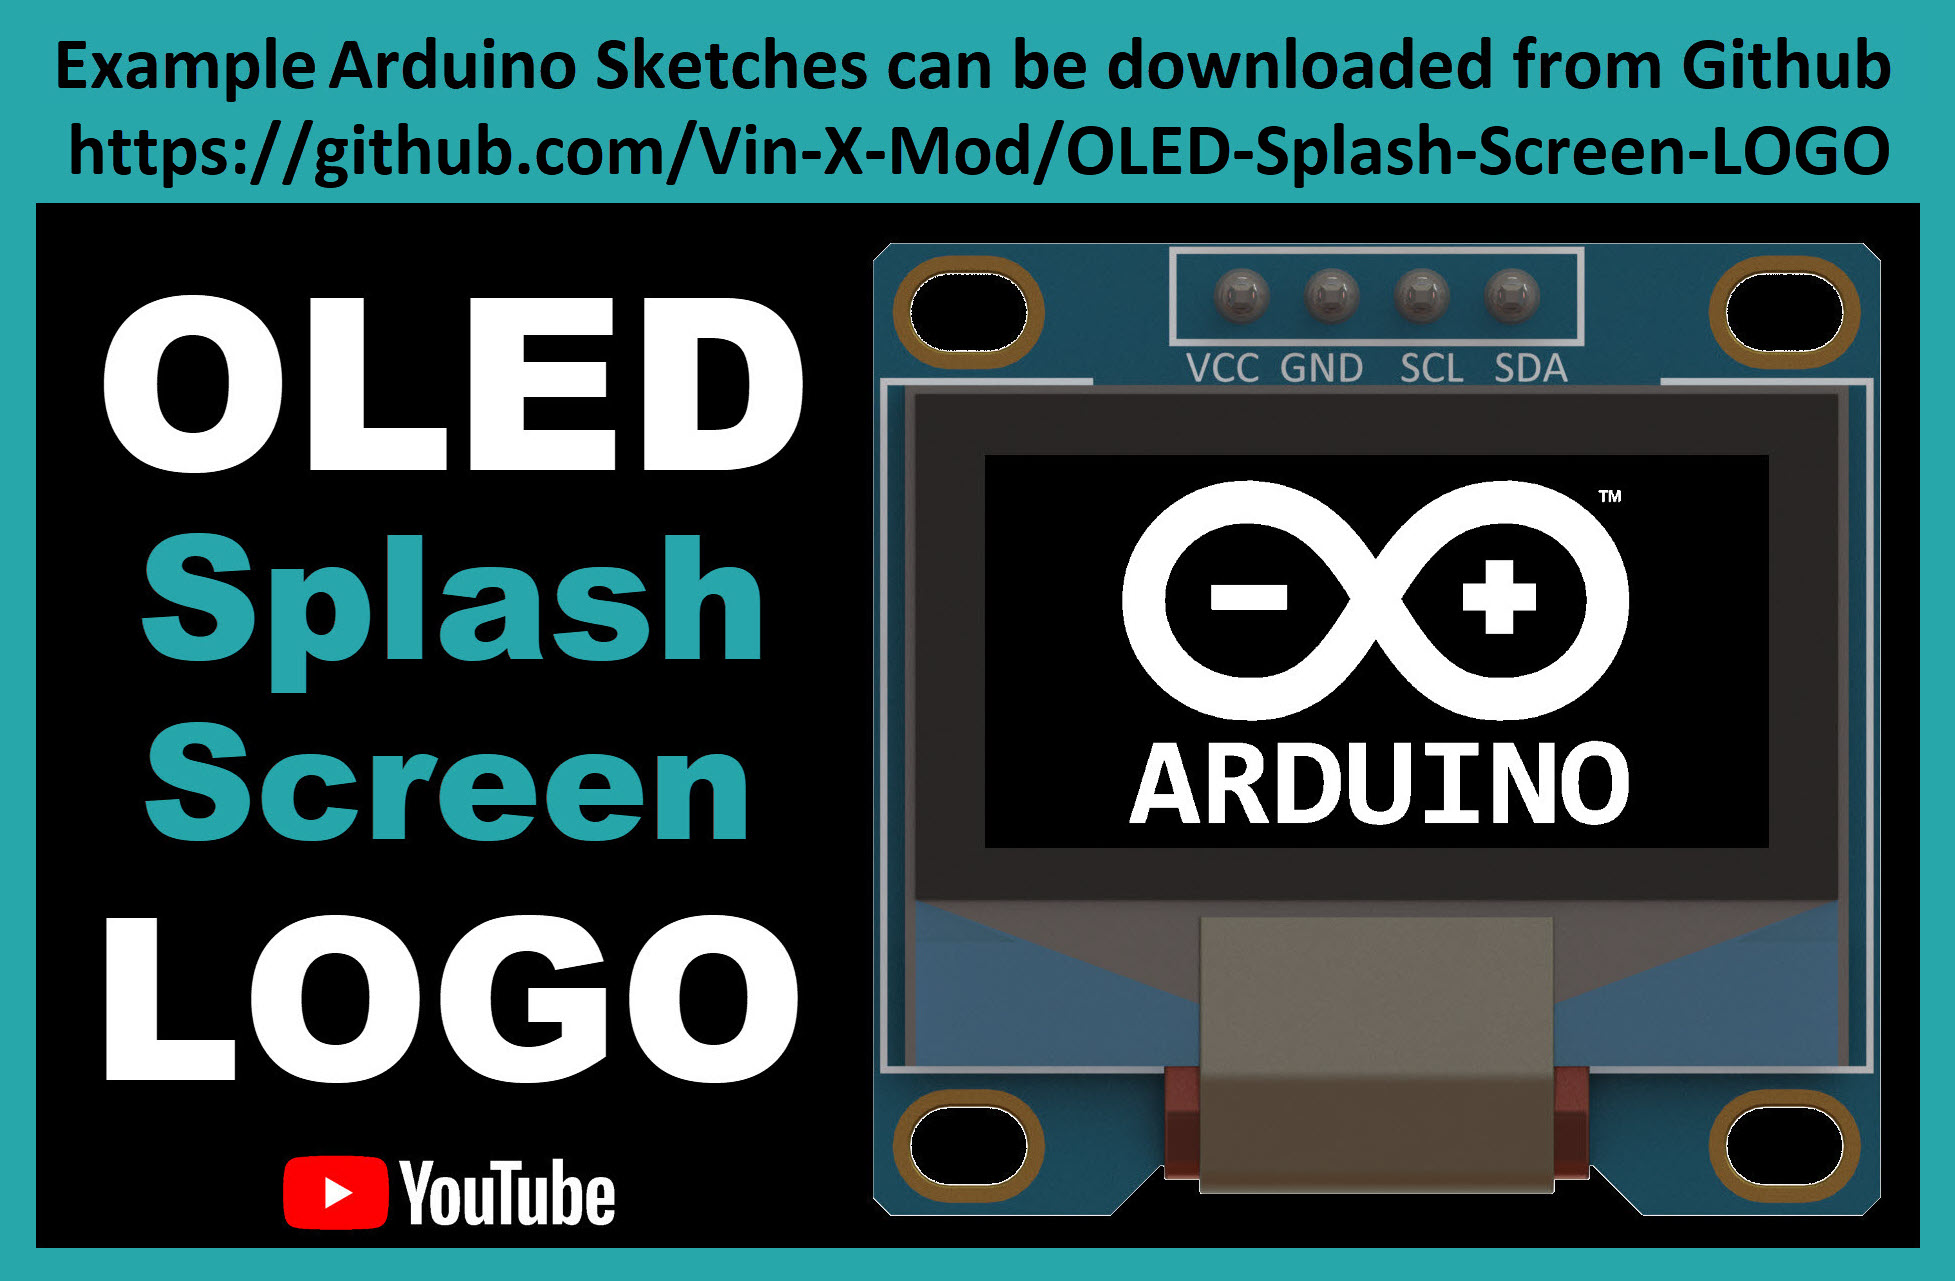 Example Arduino Sketches can be downloaded from Github
https://github.com/Vin-X-Mod/OLED-Splash-Screen-LOGO
OLED
Splash
Screen
LOGO
YouTube
VCC GND SCL SDA
™
ARDUINO